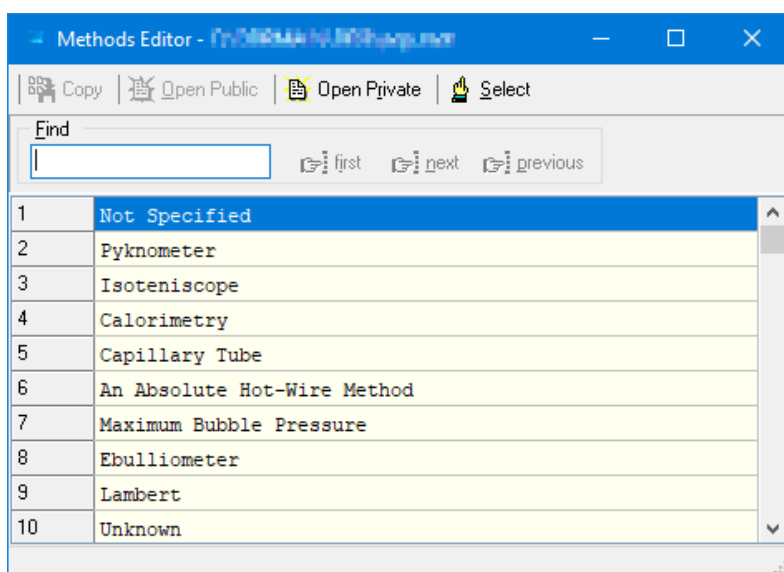 Methods Editor -
Copy Open Public Open Private Select
Find
first next previous
1 Not Specified
2 Pyknometer
3 Isoteniscope
4 Calorimetry
5 Capillary Tube
6 An Absolute Hot-Wire Method
7 Maximum Bubble Pressure
8 Ebulliometer
9 Lambert
10 Unknown